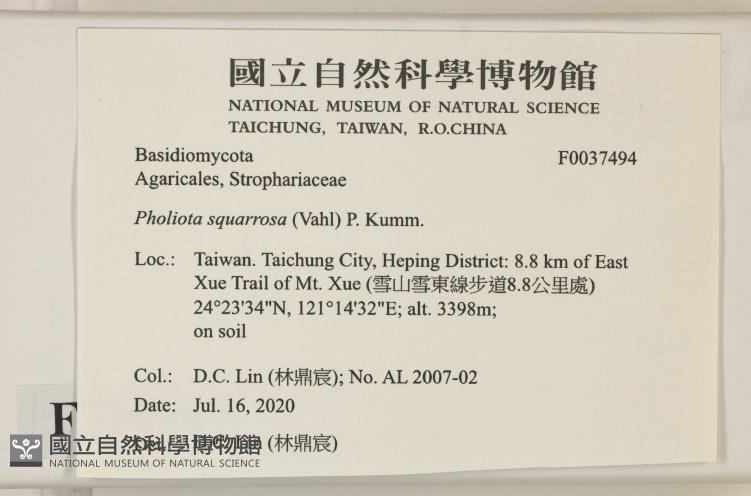 國立自然科學博物館
NATIONAL MUSEUM OF NATURAL SCIENCE
TAICHUNG, TAIWAN, R.O.CHINA
Basidiomycota F0037494
Agaricales, Strophariaceae
Pholiota squarrosa (Vahl) P. Kumm.
Loc.: Taiwan. Taichung City, Heping District: 8.8 km of East
Xue Trail of Mt. Xue (雪山雪東線步道8.8公里處)
24°23'34"N, 121°14'32"E; alt. 3398m;
on soil
Col.: D.C. Lin (林鼎宸); No. AL 2007-02
Date: Jul. 16, 2020
(林鼎宸)
F
國立自然科學博物館
NATIONAL MUSEUM OF NATURAL SCIENCE